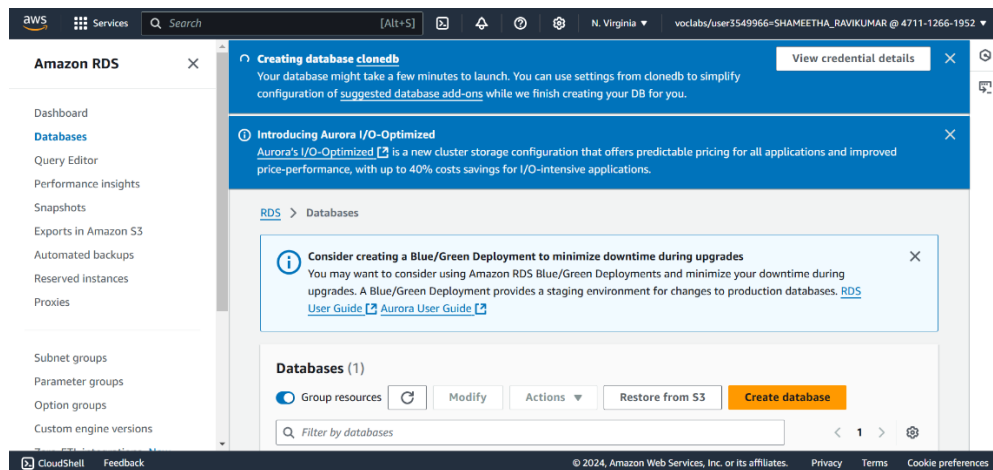 aws
Services
Search
[Alt+S]
N. Virginia
voclabs/user3549966=SHAMEETHA_RAVIKUMAR @ 4711-1266-1952
Amazon RDS
Dashboard
Databases
Query Editor
Performance insights
Snapshots
Exports in Amazon S3
Automated backups
Reserved instances
Proxies
Subnet groups
Parameter groups
Option groups
Custom engine versions
Creating database clonedb
Your database might take a few minutes to launch. You can use settings from clonedb to simplify
configuration of suggested database add-ons while we finish creating your DB for you.
View credential details
Introducing Aurora I/O-Optimized
Aurora's I/O-Optimized is a new cluster storage configuration that offers predictable pricing for all applications and improved
price-performance, with up to 40% costs savings for I/O-intensive applications.
RDS > Databases
Consider creating a Blue/Green Deployment to minimize downtime during upgrades
You may want to consider using Amazon RDS Blue/Green Deployments and minimize your downtime during
upgrades. A Blue/Green Deployment provides a staging environment for changes to production databases. RDS
User Guide Aurora User Guide
Databases (1)
Group resources
Modify
Actions
Restore from S3
Create database
Filter by databases
< 1 >
CloudShell
Feedback
© 2024, Amazon Web Services, Inc. or its affiliates.
Privacy
Terms
Cookie preferences